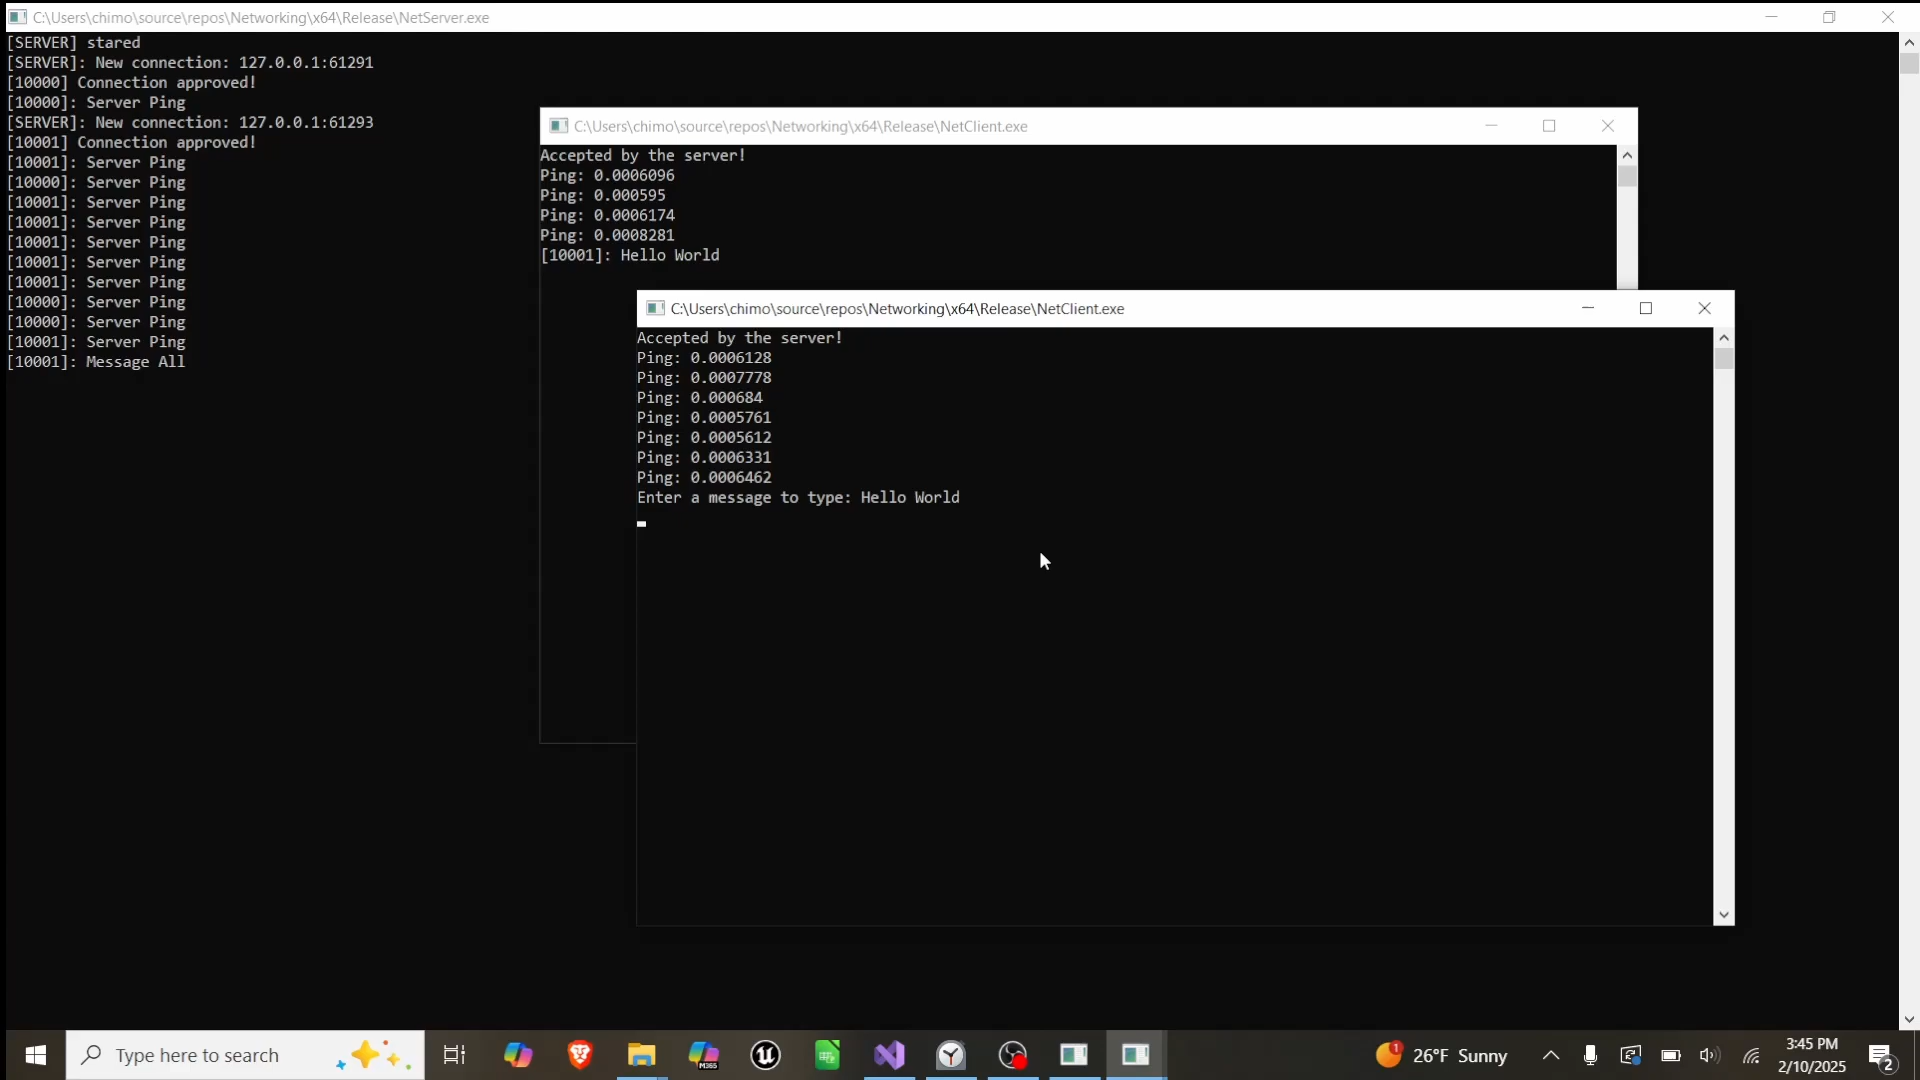 C:\Users\chimo\source\repos\Networking\x64\Release\NetServer.exe
[SERVER] stared
[SERVER]: New connection: 127.0.0.1:61291
[10000] Connection approved!
[10000]: Server Ping
[SERVER]: New connection: 127.0.0.1:61293
[10001] Connection approved!
[10001]: Server Ping
[10000]: Server Ping
[10001]: Server Ping
[10001]: Server Ping
[10001]: Server Ping
[10001]: Server Ping
[10001]: Server Ping
[10000]: Server Ping
[10000]: Server Ping
[10001]: Server Ping
[10001]: Message All
C:\Users\chimo\source\repos\Networking\x64\Release\NetClient.exe
Accepted by the server!
Ping: 0.0006096
Ping: 0.000595
Ping: 0.0006174
Ping: 0.0008281
[10001]: Hello World
C:\Users\chimo\source\repos\Networking\x64\Release\NetClient.exe
Accepted by the server!
Ping: 0.0006128
Ping: 0.0007778
Ping: 0.000684
Ping: 0.0005761
Ping: 0.0005612
Ping: 0.0006331
Ping: 0.0006462
Enter a message to type: Hello World
Type here to search
M365
1
26°F Sunny
3:45 PM
2/10/2025
2